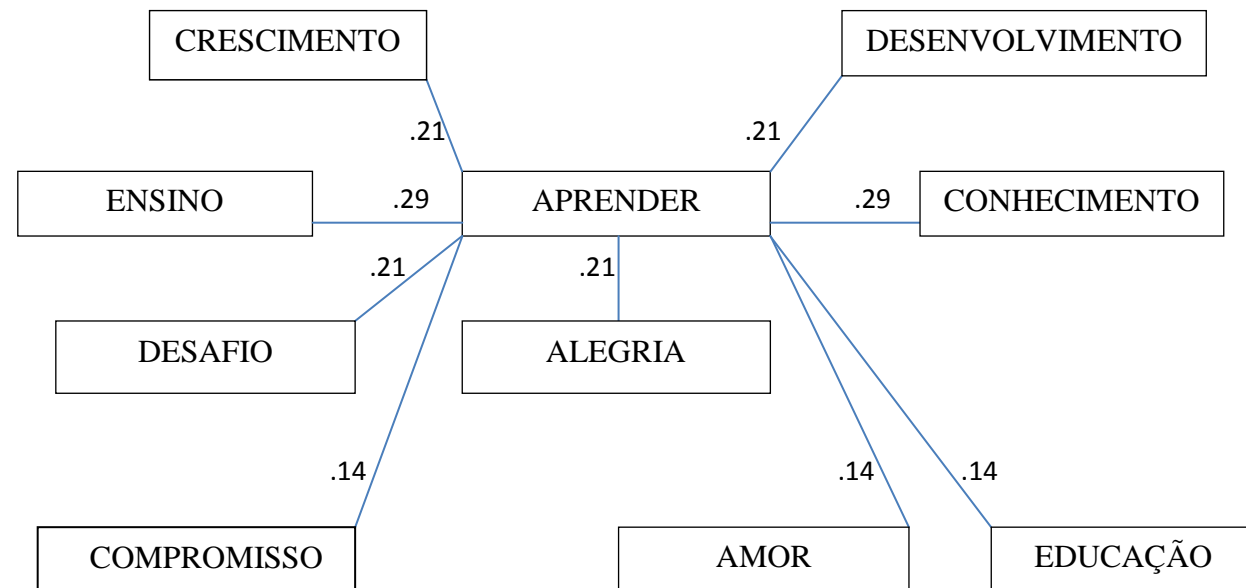 CRESCIMENTO
DESENVOLVIMENTO
.21
.21
ENSINO
.29
APRENDER
.29
CONHECIMENTO
.21
.21
DESAFIO
ALEGRIA
.14
.14
.14
COMPROMISSO
AMOR
EDUCAÇÃO